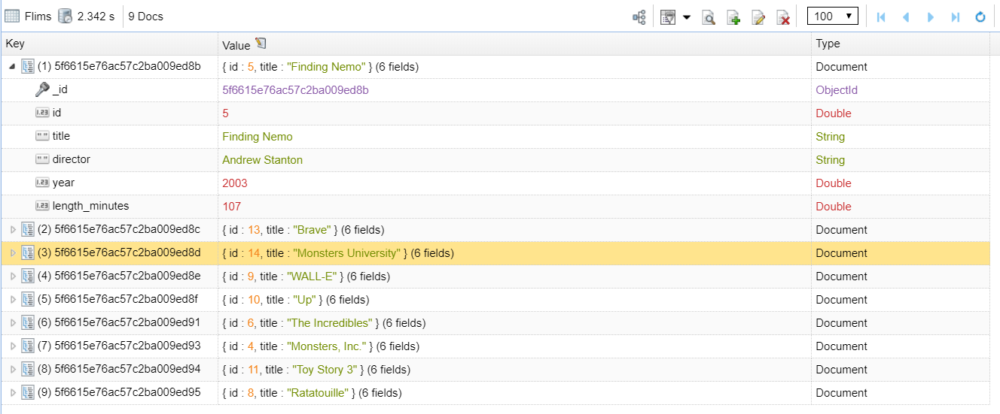 Flims 2.342 s 9 Docs 100
Key Value Type
(1) 5f6615e76ac57c2ba009ed8b { id : 5, title : "Finding Nemo" } (6 fields) Document
_id 5f6615e76ac57c2ba009ed8b ObjectId
1.23 id 5 Double
" " title Finding Nemo String
" " director Andrew Stanton String
1.23 year 2003 Double
1.23 length_minutes 107 Double
(2) 5f6615e76ac57c2ba009ed8c { id : 13, title : "Brave" } (6 fields) Document
(3) 5f6615e76ac57c2ba009ed8d { id : 14, title : "Monsters University" } (6 fields) Document
(4) 5f6615e76ac57c2ba009ed8e { id : 9, title : "WALL-E" } (6 fields) Document
(5) 5f6615e76ac57c2ba009ed8f { id : 10, title : "Up" } (6 fields) Document
(6) 5f6615e76ac57c2ba009ed91 { id : 6, title : "The Incredibles" } (6 fields) Document
(7) 5f6615e76ac57c2ba009ed93 { id : 4, title : "Monsters, Inc." } (6 fields) Document
(8) 5f6615e76ac57c2ba009ed94 { id : 11, title : "Toy Story 3" } (6 fields) Document
(9) 5f6615e76ac57c2ba009ed95 { id : 8, title : "Ratatouille" } (6 fields) Document